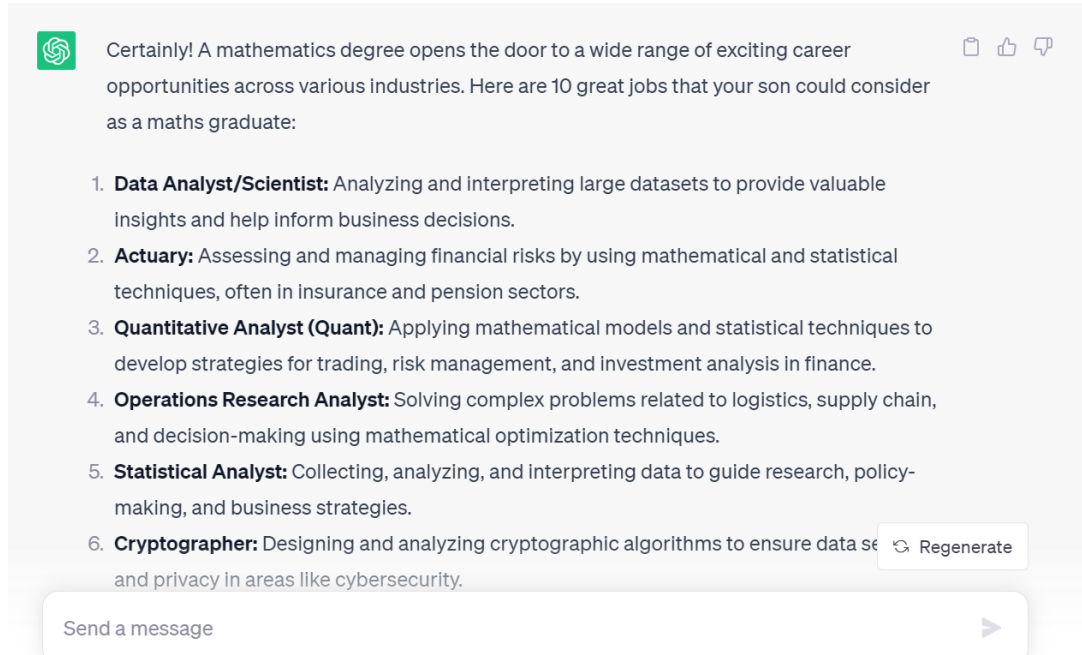 Certainly! A mathematics degree opens the door to a wide range of exciting career
opportunities across various industries. Here are 10 great jobs that your son could consider
as a maths graduate:
1. Data Analyst/Scientist: Analyzing and interpreting large datasets to provide valuable
insights and help inform business decisions.
2. Actuary: Assessing and managing financial risks by using mathematical and statistical
techniques, often in insurance and pension sectors.
3. Quantitative Analyst (Quant): Applying mathematical models and statistical techniques to
develop strategies for trading, risk management, and investment analysis in finance.
4. Operations Research Analyst: Solving complex problems related to logistics, supply chain,
and decision-making using mathematical optimization techniques.
5. Statistical Analyst: Collecting, analyzing, and interpreting data to guide research, policy-
making, and business strategies.
6. Cryptographer: Designing and analyzing cryptographic algorithms to ensure data
Regenerate
and privacy in areas like cybersecurity.
Send a message